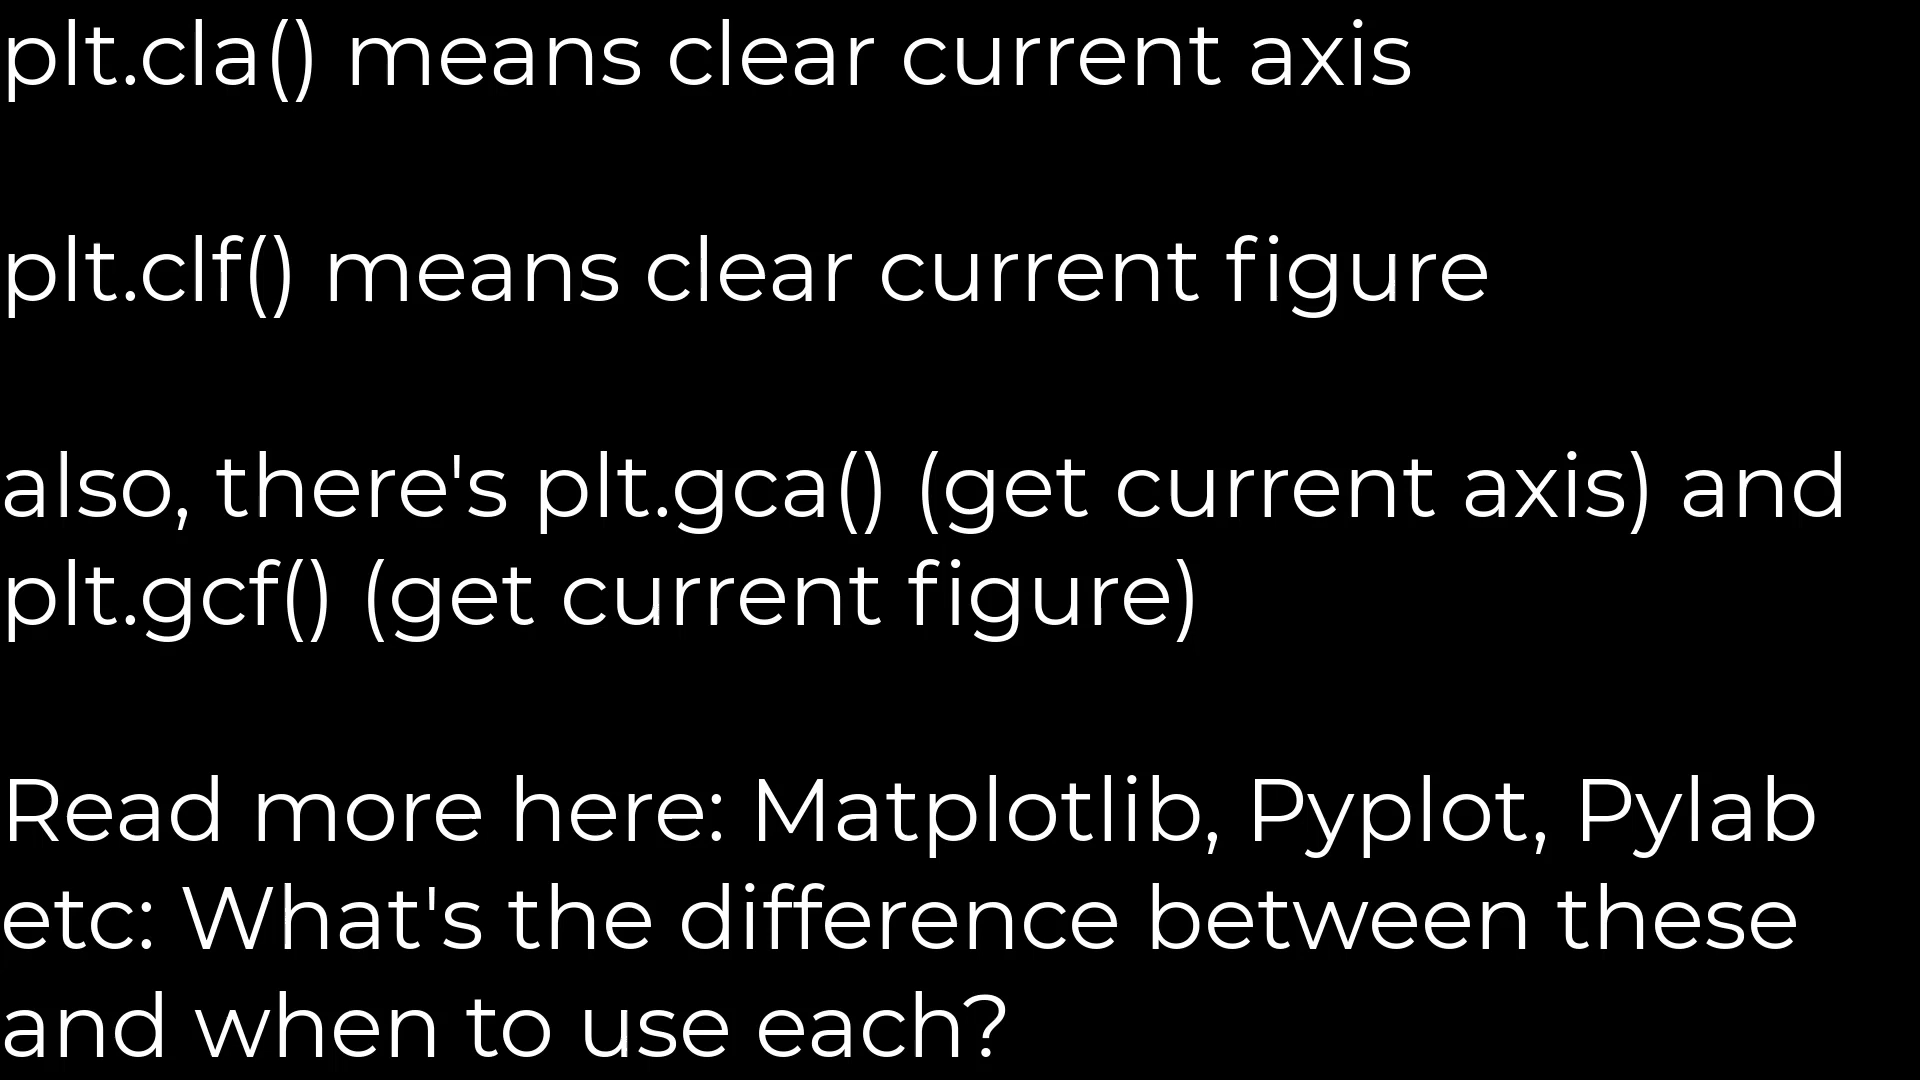 plt.cla() means clear current axis
plt.clf() means clear current figure
also, there's plt.gca() (get current axis) and
plt.gcf() (get current figure)
Read more here: Matplotlib, Pyplot, Pylab
etc: What's the difference between these
and when to use each?